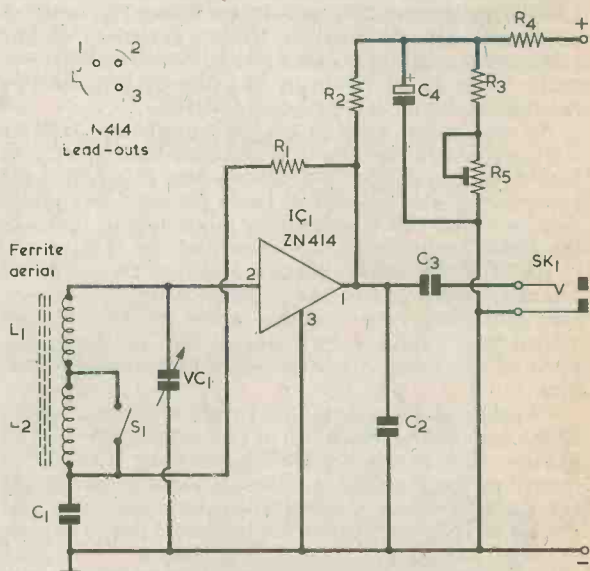 1 2
3
N414
Lead-outs
R4
+
R2
+
C4
R3
R1
R5
IC1
ZN414
Ferrite
aerial
2
1
3
C3
SK1
L1
VC1
S1
L2
C2
C1
−